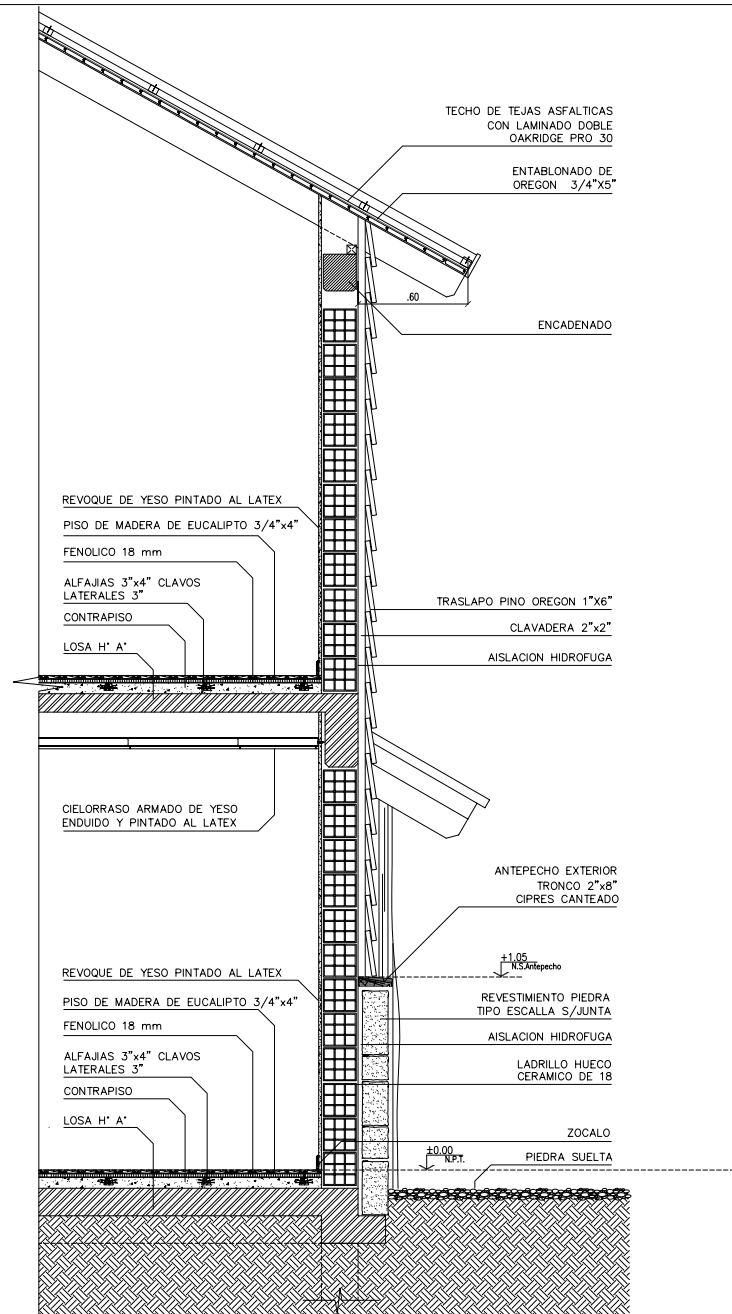 TECHO DE TEJAS ASFALTICAS
CON LAMINADO DOBLE
OAKRIDGE PRO 30
ENTABLONADO DE
OREGON 3/4"X5"
.60
ENCADENADO
REVOQUE DE YESO PINTADO AL LATEX
PISO DE MADERA DE EUCALIPTO 3/4"x4"
FENOLICO 18 mm
ALFAJIAS 3"x4" CLAVOS
LATERALES 3"
CONTRAPISO
LOSA H° A°
TRASLAPO PINO OREGON 1"X6"
CLAVADERA 2"x2"
AISLACION HIDROFUGA
CIELORRASO ARMADO DE YESO
ENDUIDO Y PINTADO AL LATEX
ANTEPECHO EXTERIOR
TRONCO 2"x8"
CIPRES CANTEADO
+1.05
N.S.Antepecho
REVOQUE DE YESO PINTADO AL LATEX
PISO DE MADERA DE EUCALIPTO 3/4"x4"
FENOLICO 18 mm
ALFAJIAS 3"x4" CLAVOS
LATERALES 3"
CONTRAPISO
LOSA H° A°
REVESTIMIENTO PIEDRA
TIPO ESCALLA S/JUNTA
AISLACION HIDROFUGA
LADRILLO HUECO
CERAMICO DE 18
ZOCALO
±0.00
N.P.T.
PIEDRA SUELTA